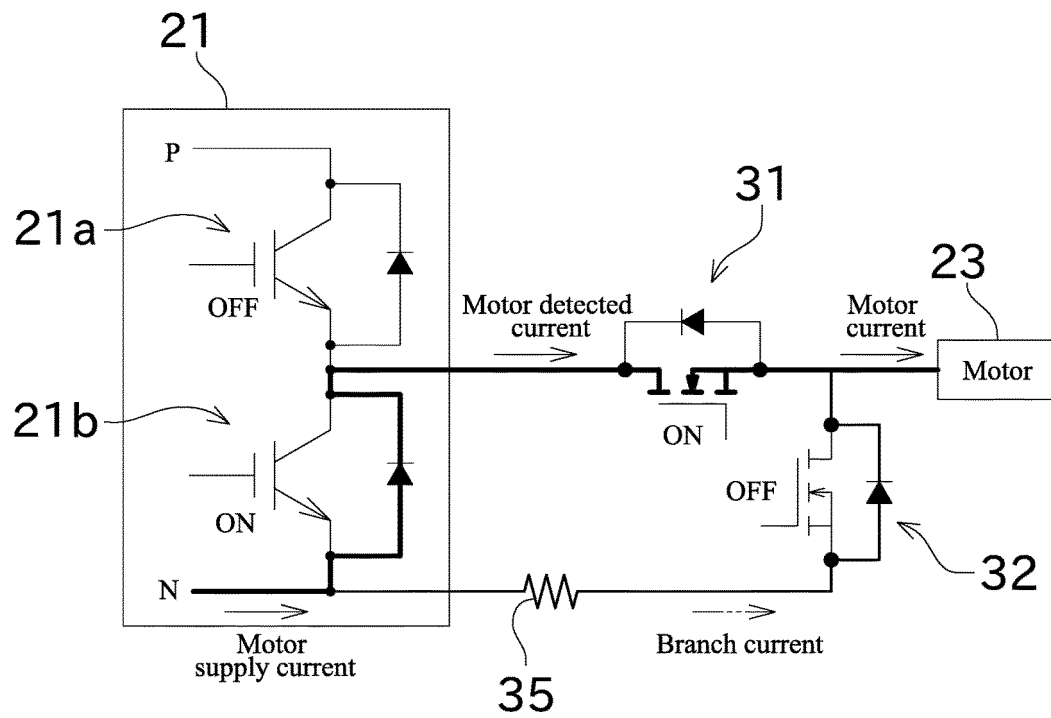 21
P
31
21a
23
OFF
Motor detected
current
Motor
current
Motor
21b
ON
OFF
ON
32
N
Motor
supply current
Branch current
35